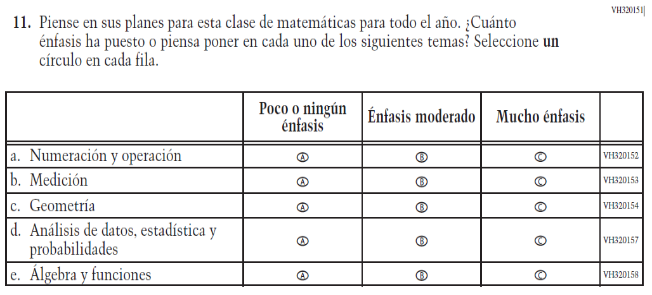 VH320151
11. Piense en sus planes para esta clase de matemáticas para todo el año. ¿Cuánto
énfasis ha puesto o piensa poner en cada uno de los siguientes temas? Seleccione un
círculo en cada fila.
Poco o ningún énfasis Énfasis moderado Mucho énfasis
a. Numeración y operación A B C VH320152
b. Medición A B C VH320153
c. Geometría A B C VH320154
d. Análisis de datos, estadística y
probabilidades A B C VH320157
e. Álgebra y funciones A B C VH320158